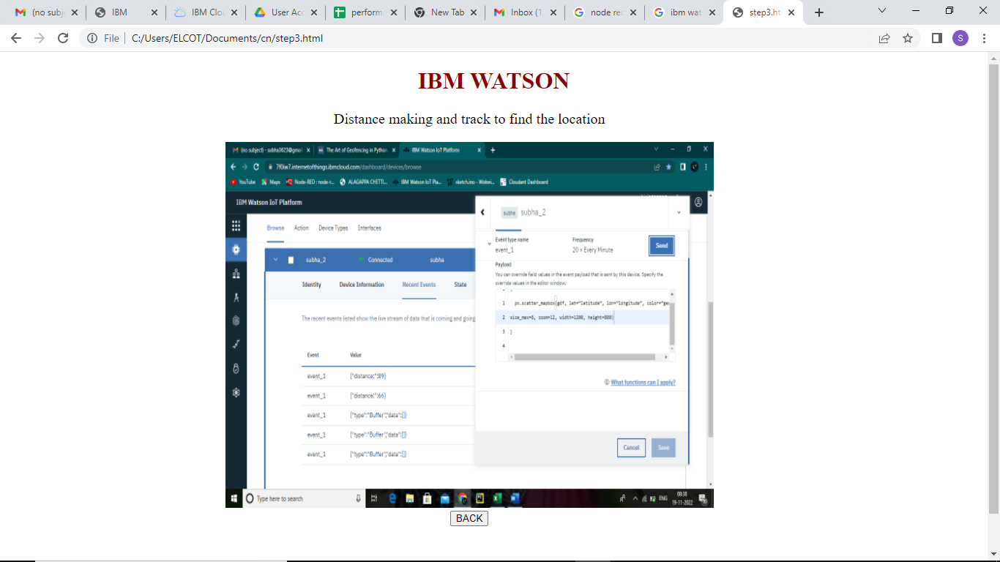 (no subj
IBM
IBM Clou
User Acc
perform
New Tab
Inbox (1
node red
ibm wat
step3.ht
File
C:/Users/ELCOT/Documents/cn/step3.html
S
IBM WATSON
Distance making and track to find the location
(no subject) - subha3623@gmai
The Art of Geofencing in Python
IBM Watson IoT Platform
7f0iw7.internetofthings.ibmcloud.com/dashboard/devices/browse
YouTube
Maps
Node-RED : node-r...
ALAGAPPA CHETTI...
IBM Watson IoT Pla...
sketch.ino - Wokwi...
Cloudant Dashboard
IBM Watson IoT Platform
Browse Action Device Types Interfaces
subha_2 Connected subha
Identity Device Information Recent Events State
The recent events listed show the live stream of data that is coming and going
Event Value
event_1 {"distance:":89}
event_1 {"distance:":66}
event_1 {"type":"Buffer","data":[]}
event_1 {"type":"Buffer","data":[]}
event_1 {"type":"Buffer","data":[]}
subha subha_2
Event type name Frequency
event_1 20 × Every Minute
Send
Payload
You can override field values in the event payload that is sent by this device. Specify the
override values in the editor window.
1 px.scatter_mapbox(gdf, lat="latitude", lon="longitude", color="geo
2 size_max=6, zoom=12, width=1200, height=800)
3 }
4
What functions can I apply?
Cancel Save
Type here to search
ENG
08:38
19-11-2022
BACK